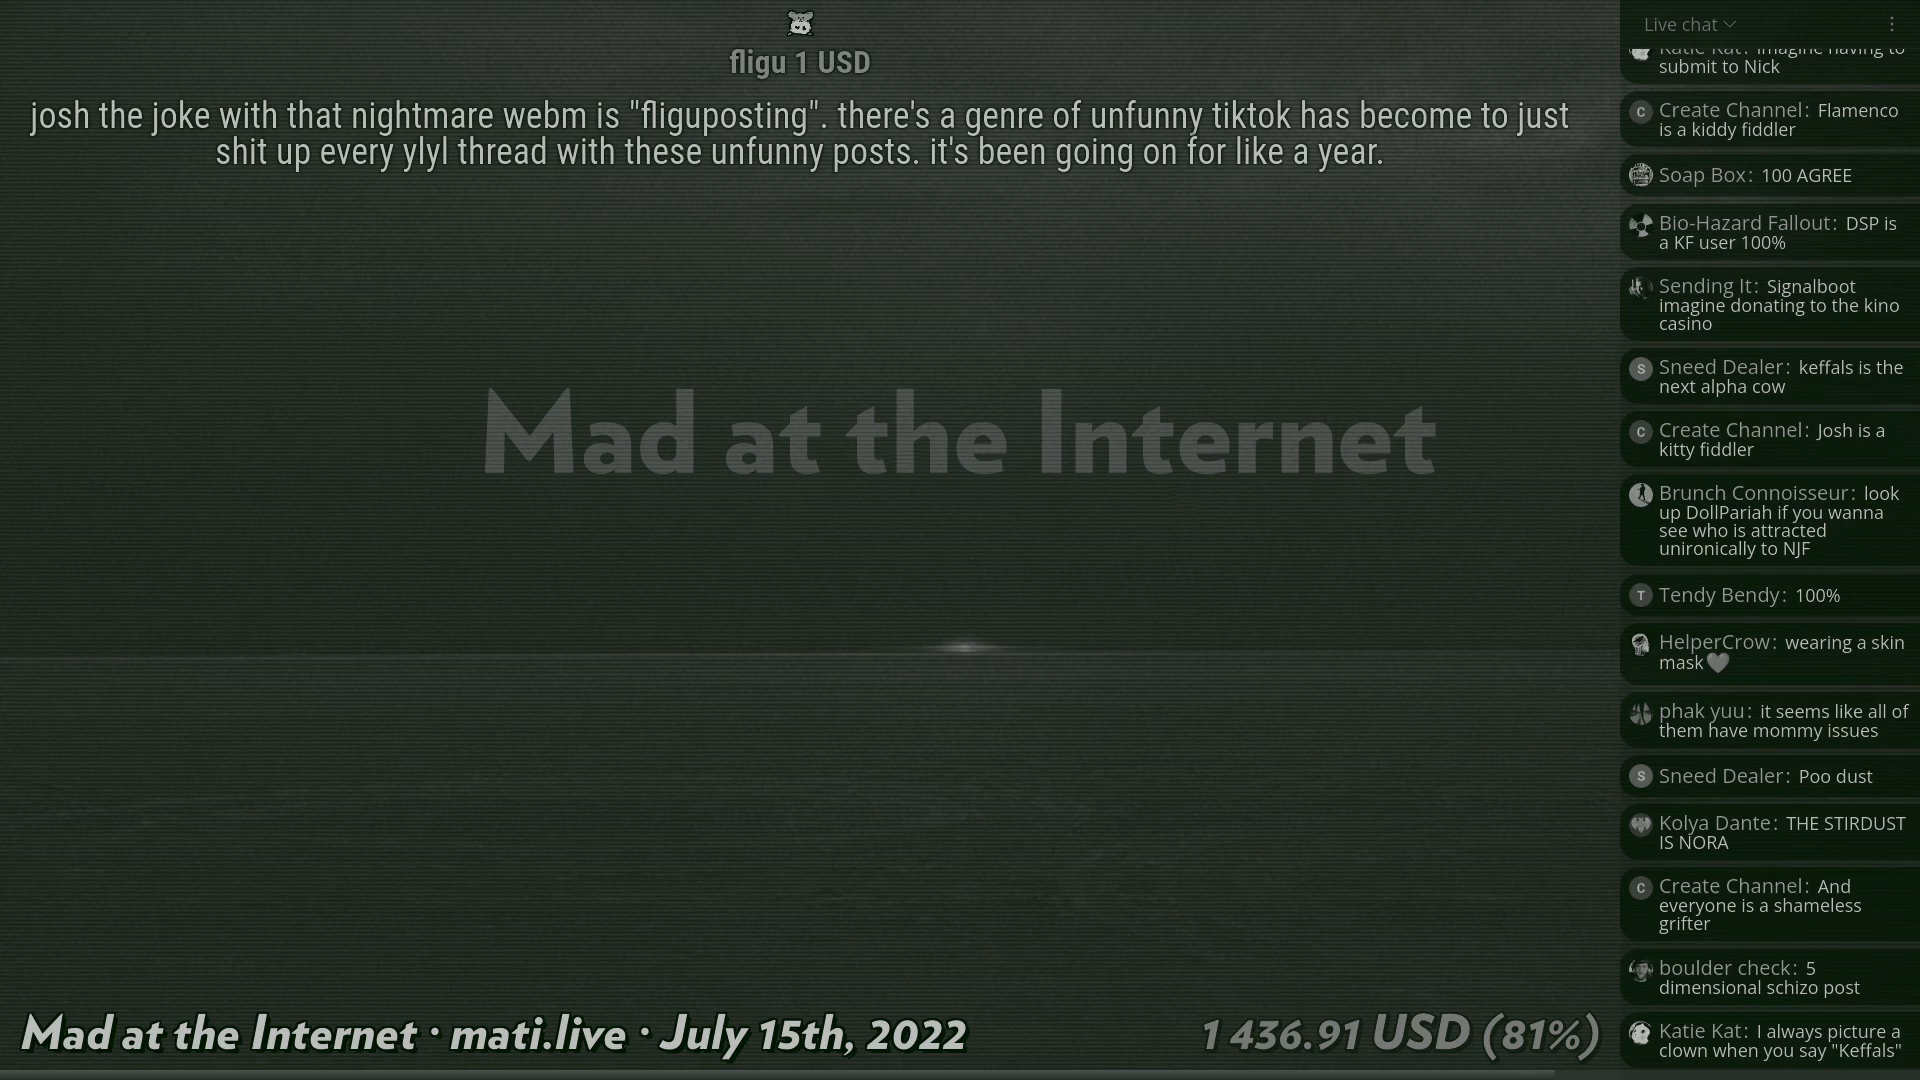 fligu 1 USD
josh the joke with that nightmare webm is "fliguposting". there's a genre of unfunny tiktok has become to just
shit up every ylyl thread with these unfunny posts. it's been going on for like a year.
Mad at the Internet
Mad at the Internet · mati.live · July 15th, 2022
1 436.91 USD (81%)
Live chat
Katie Kat: imagine having to
submit to Nick
C Create Channel: Flamenco
is a kiddy fiddler
Soap Box: 100 AGREE
Bio-Hazard Fallout: DSP is
a KF user 100%
Sending It: Signalboot
imagine donating to the kino
casino
S Sneed Dealer: keffals is the
next alpha cow
C Create Channel: Josh is a
kitty fiddler
Brunch Connoisseur: look
up DollPariah if you wanna
see who is attracted
unironically to NJF
T Tendy Bendy: 100%
HelperCrow: wearing a skin
mask🖤
phak yuu: it seems like all of
them have mommy issues
S Sneed Dealer: Poo dust
Kolya Dante: THE STIRDUST
IS NORA
C Create Channel: And
everyone is a shameless
grifter
boulder check: 5
dimensional schizo post
Katie Kat: I always picture a
clown when you say "Keffals"